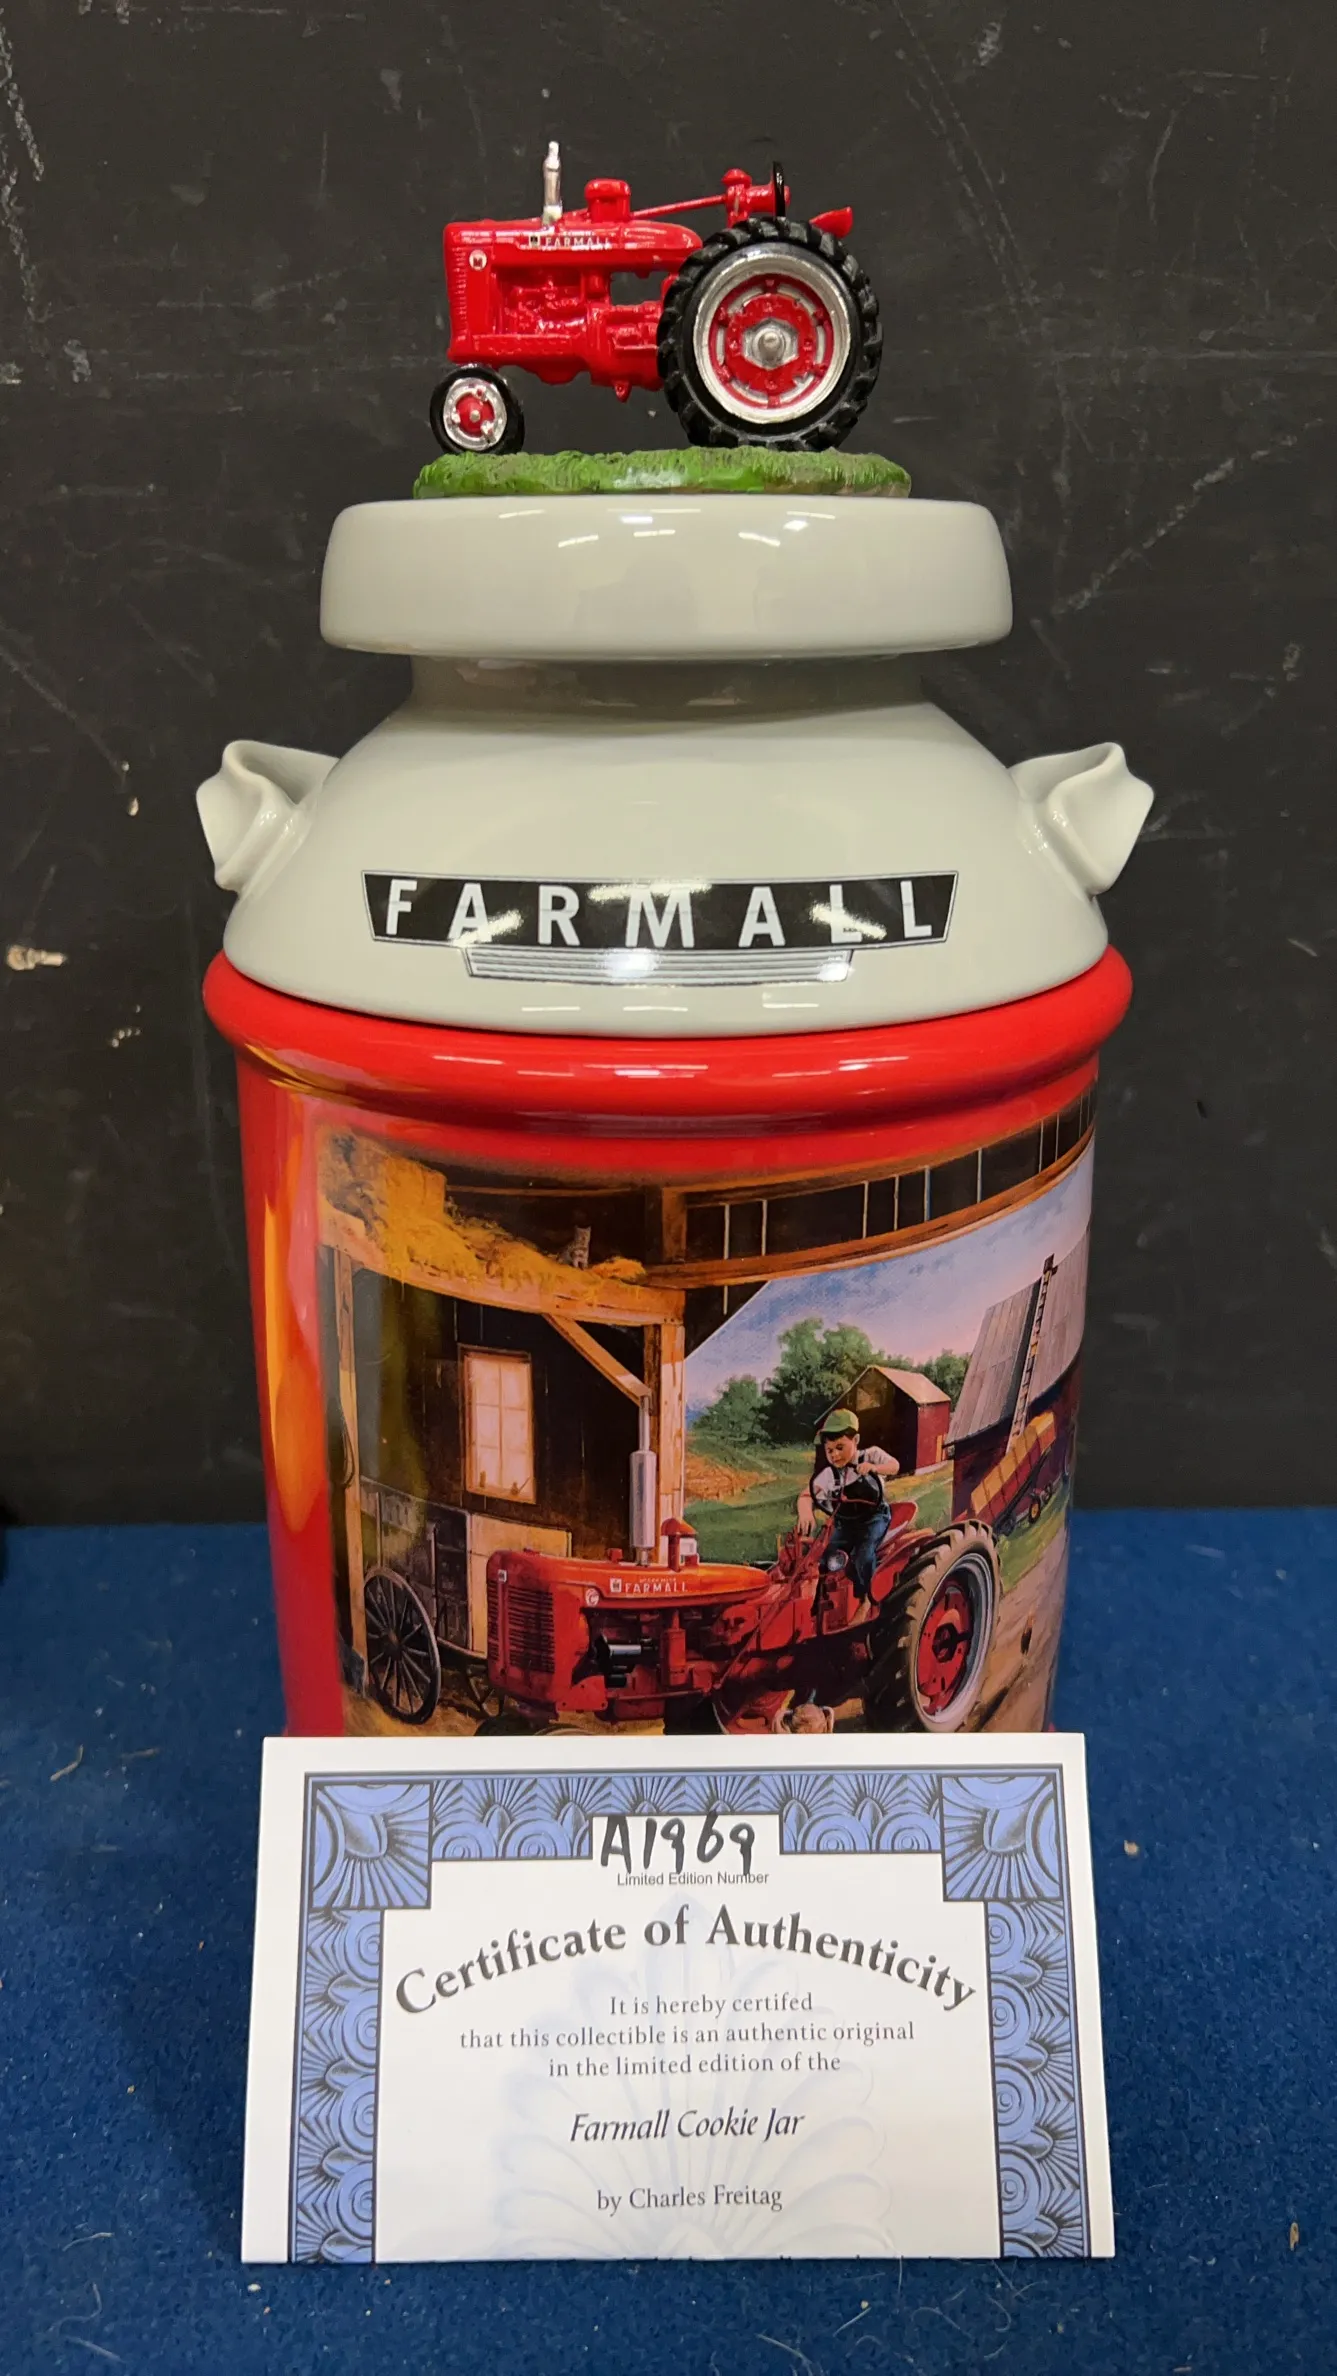 FARMALL
M
FARMALL
FARMALL
C
A1969
Limited Edition Number
Certificate of Authenticity
It is hereby certifed
that this collectible is an authentic original
in the limited edition of the
Farmall Cookie Jar
by Charles Freitag